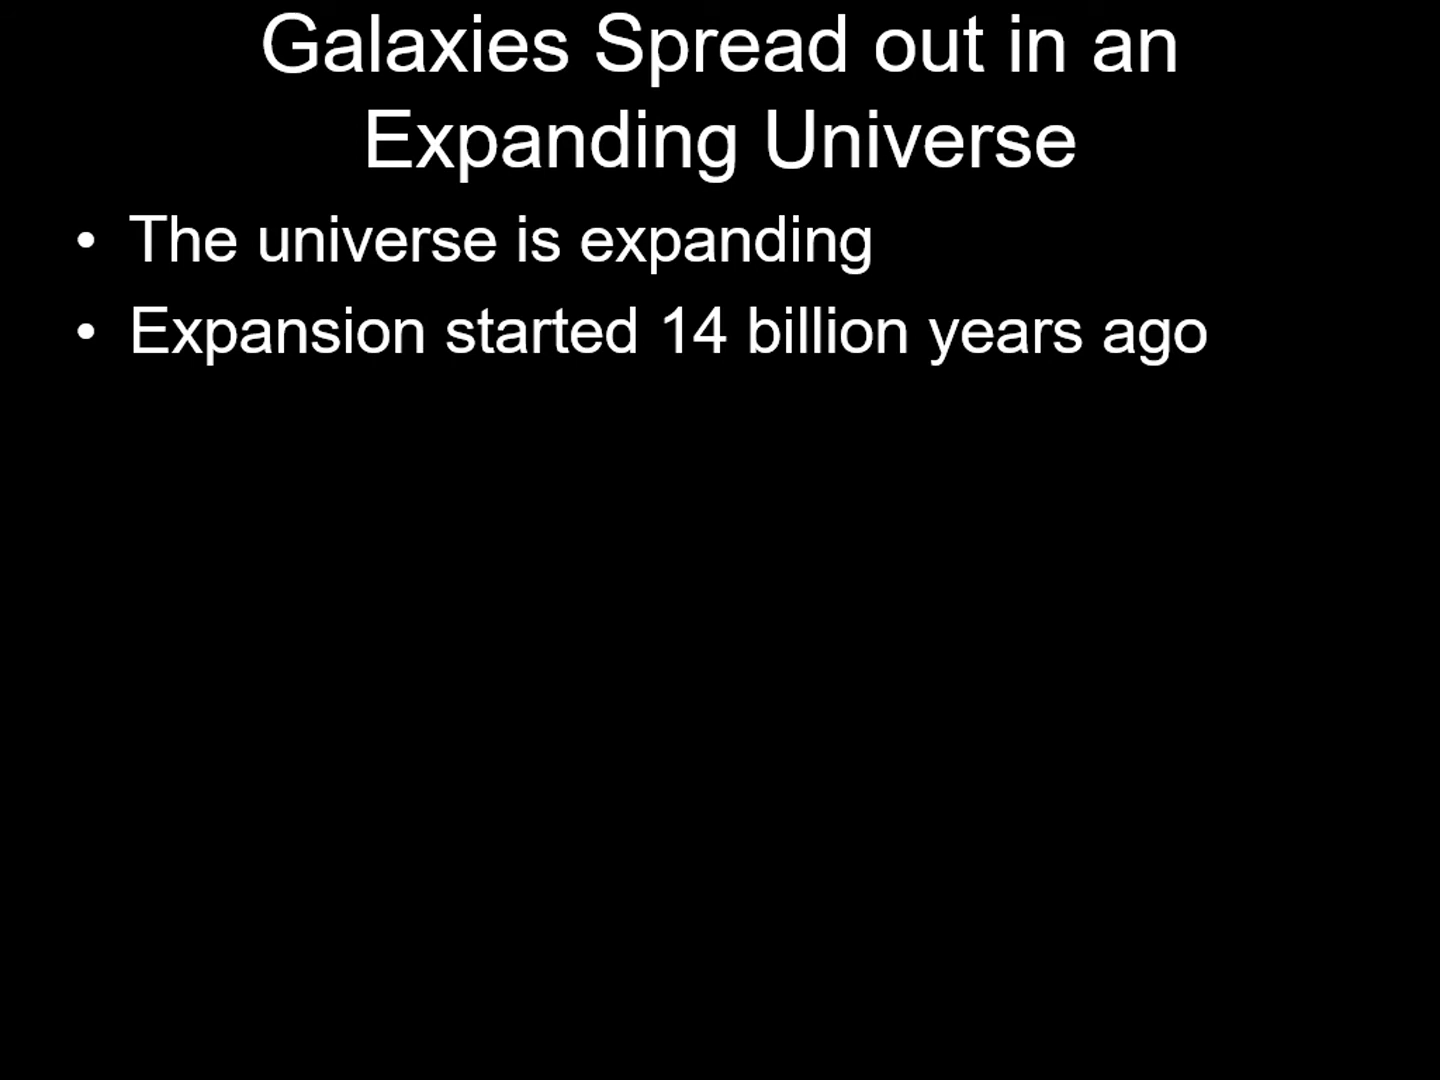 Galaxies Spread out in an
Expanding Universe
• The universe is expanding
• Expansion started 14 billion years ago